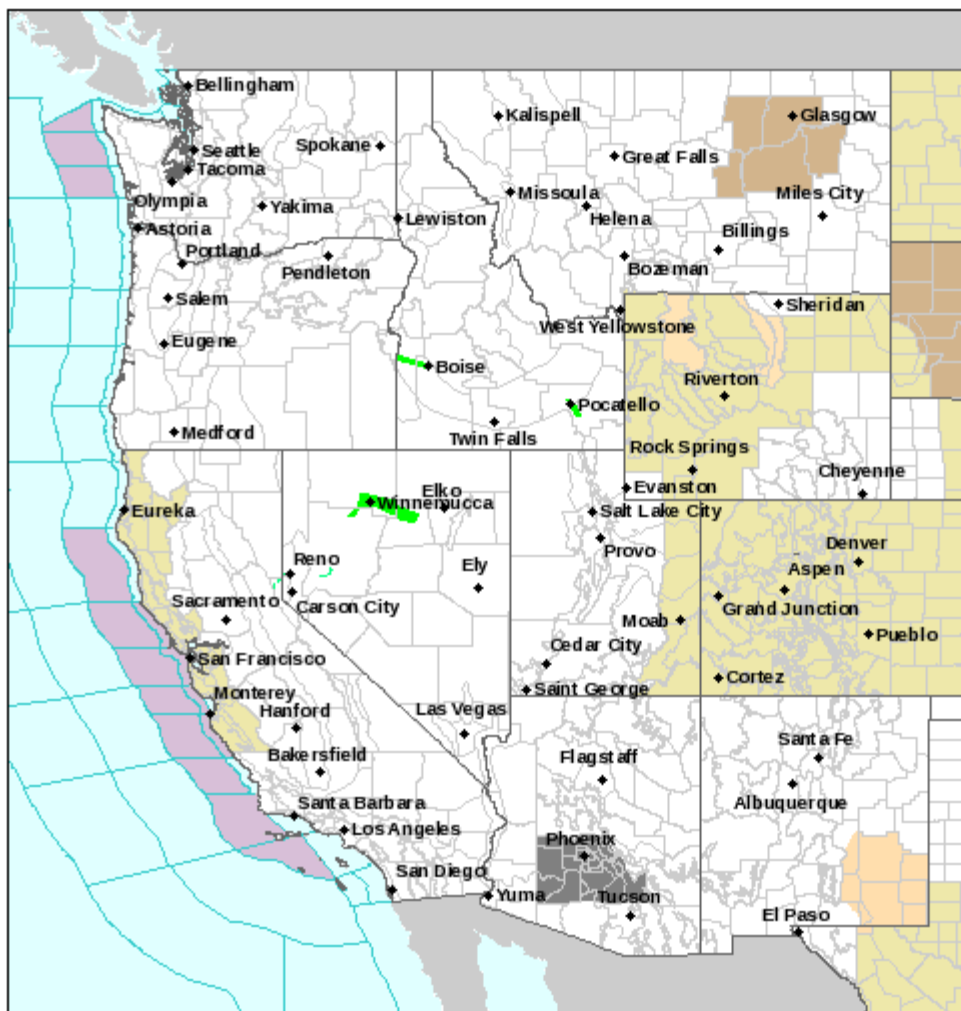 Bellingham
Kalispell
Glasgow
Seattle
Spokane
Great Falls
Tacoma
Olympia
Missoula
Miles City
Yakima
Lewiston
Helena
Astoria
Billings
Portland
Pendleton
Bozeman
Salem
Sheridan
West Yellowstone
Eugene
Boise
Riverton
Pocatello
Medford
Twin Falls
Rock Springs
Cheyenne
Elko
Evanston
Winnemucca
Eureka
Salt Lake City
Denver
Provo
Reno
Ely
Aspen
Sacramento
Carson City
Grand Junction
Moab
Pueblo
Cedar City
San Francisco
Cortez
Saint George
Monterey
Hanford
Las Vegas
Santa Fe
Bakersfield
Flagstaff
Albuquerque
Santa Barbara
Los Angeles
Phoenix
San Diego
Yuma
Tucson
El Paso